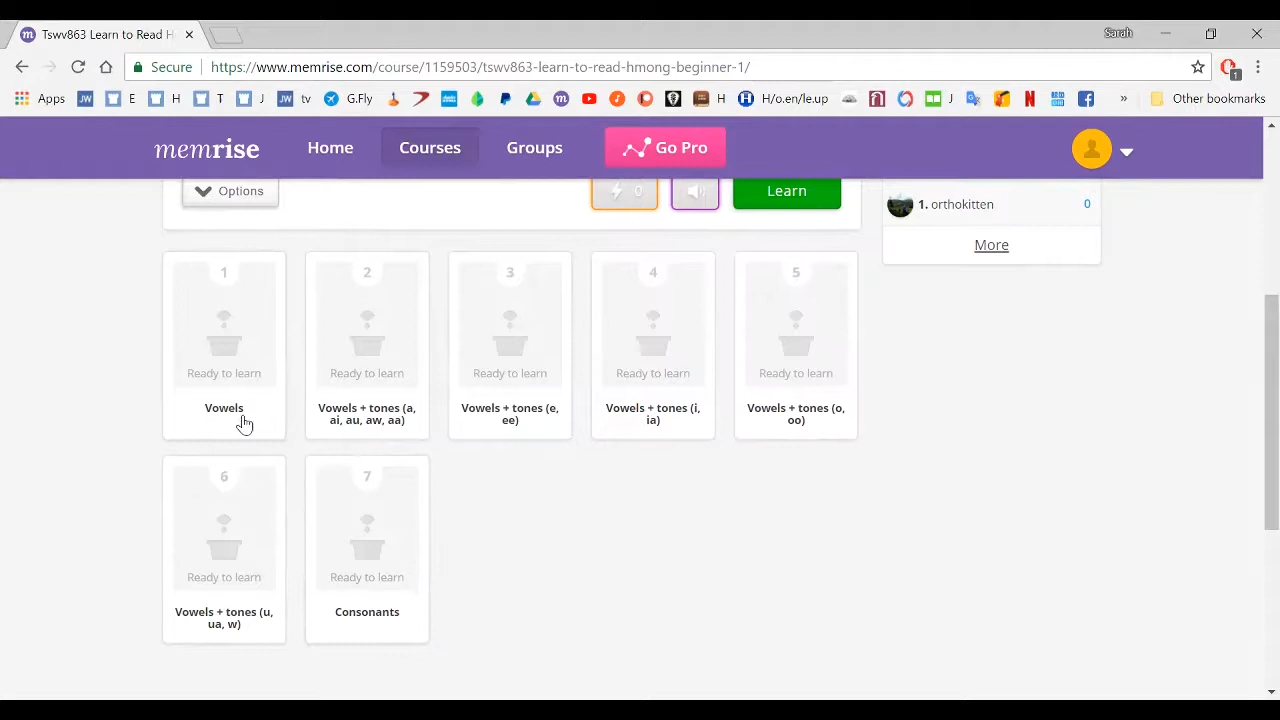 Tswv863 Learn to Read H
Sarah
Secure
https://www.memrise.com/course/1159503/tswv863-learn-to-read-hmong-beginner-1/
Apps
E
H
T
J
tv
G.Fly
H
H/o.en/le.up
J
»
Other bookmarks
memrise
Home
Courses
Groups
Go Pro
Options
0
Learn
1. orthokitten
0
More
1
Ready to learn
Vowels
2
Ready to learn
Vowels + tones (a,
ai, au, aw, aa)
3
Ready to learn
Vowels + tones (e,
ee)
4
Ready to learn
Vowels + tones (i,
ia)
5
Ready to learn
Vowels + tones (o,
oo)
6
Ready to learn
Vowels + tones (u,
ua, w)
7
Ready to learn
Consonants